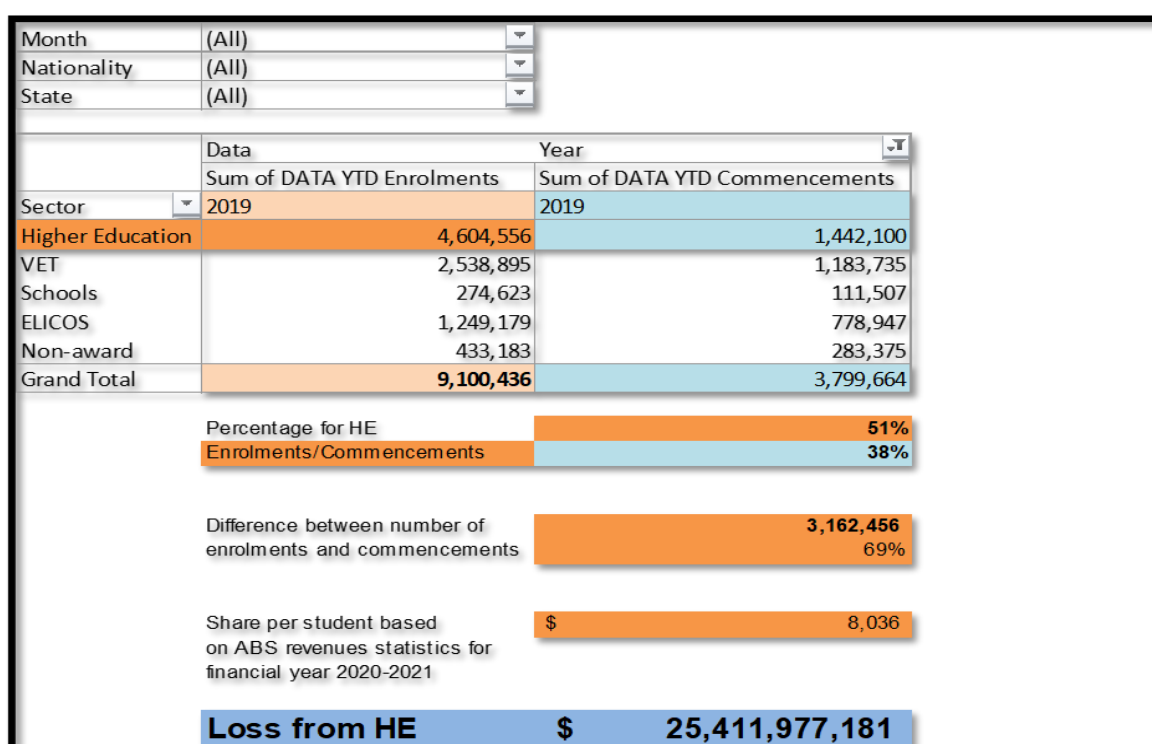 Month (All)
Nationality (All)
State (All)
Data Year
Sum of DATA YTD Enrolments Sum of DATA YTD Commencements
Sector 2019 2019
Higher Education 4,604,556 1,442,100
VET 2,538,895 1,183,735
Schools 274,623 111,507
ELICOS 1,249,179 778,947
Non-award 433,183 283,375
Grand Total 9,100,436 3,799,664
Percentage for HE 51%
Enrolments/Commencements 38%
Difference between number of 3,162,456
enrolments and commencements 69%
Share per student based $ 8,036
on ABS revenues statistics for
financial year 2020-2021
Loss from HE $ 25,411,977,181